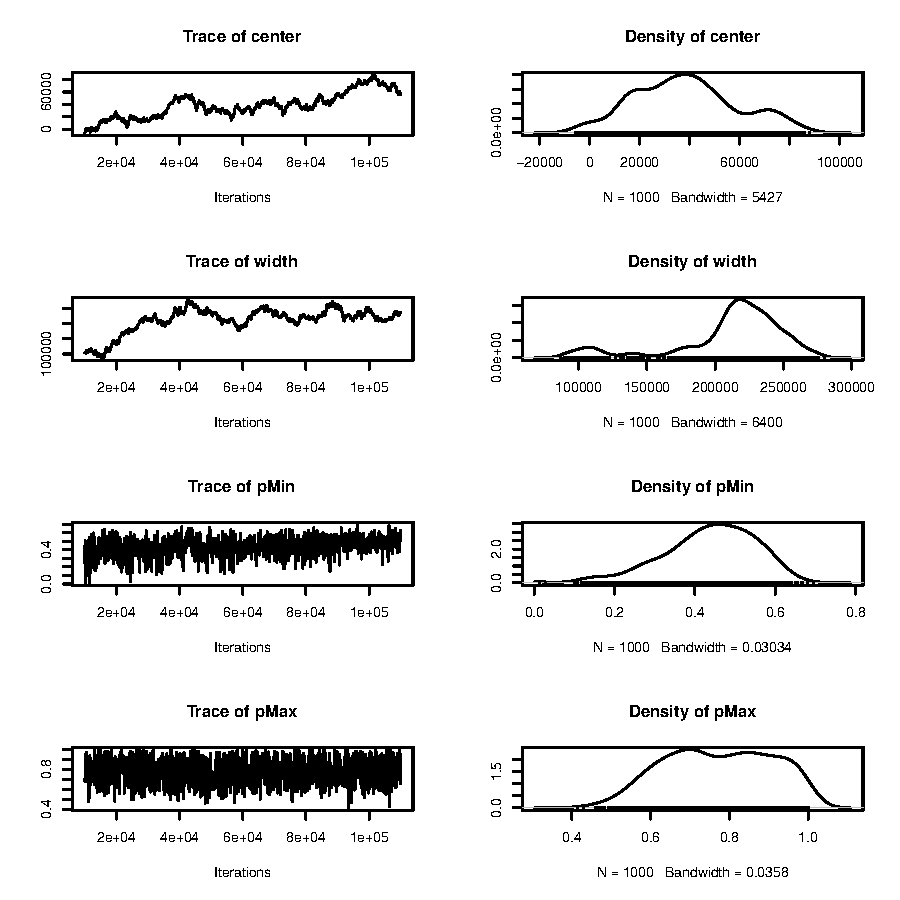 Trace of center
60000
0
2e+04 4e+04 6e+04 8e+04 1e+05
Iterations
Density of center
0.0e+00
−20000 0 20000 60000 100000
N = 1000 Bandwidth = 5427
Trace of width
100000
2e+04 4e+04 6e+04 8e+04 1e+05
Iterations
Density of width
0.0e+00
100000 150000 200000 250000 300000
N = 1000 Bandwidth = 6400
Trace of pMin
0.4
0.0
2e+04 4e+04 6e+04 8e+04 1e+05
Iterations
Density of pMin
2.0
0.0
0.0 0.2 0.4 0.6 0.8
N = 1000 Bandwidth = 0.03034
Trace of pMax
0.8
0.4
2e+04 4e+04 6e+04 8e+04 1e+05
Iterations
Density of pMax
1.5
0.0
0.4 0.6 0.8 1.0
N = 1000 Bandwidth = 0.0358